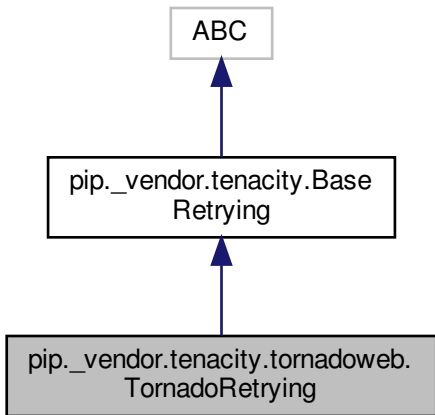 ABC
pip._vendor.tenacity.Base
Retrying
pip._vendor.tenacity.tornadoweb.
TornadoRetrying